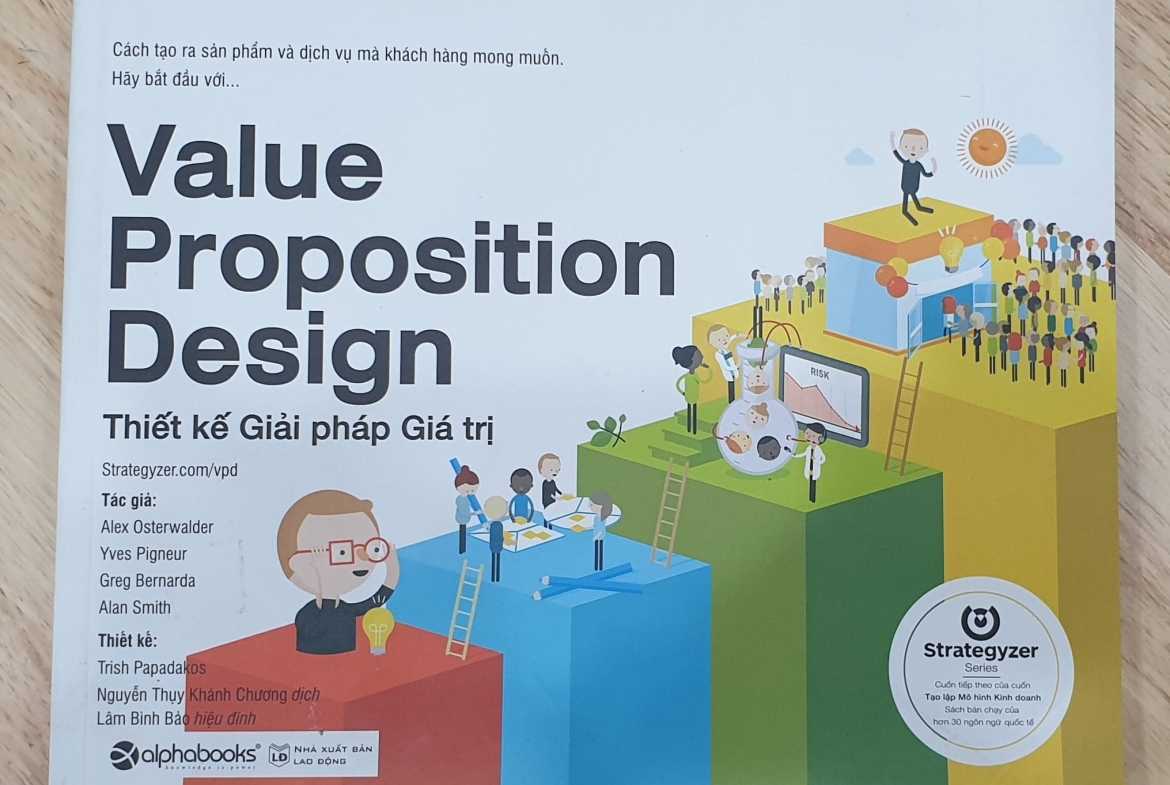 Cách tạo ra sản phẩm và dịch vụ mà khách hàng mong muốn.
Hãy bắt đầu với...
Value
Proposition
Design
Thiết kế Giải pháp Giá trị
Strategyzer.com/vpd
Tác giả:
Alex Osterwalder
Yves Pigneur
Greg Bernarda
Alan Smith
Thiết kế:
Trish Papadakos
Nguyễn Thụy Khánh Chương dịch
Lâm Bình Bảo hiệu đính
alphabooks®
knowledge is power
LĐ
NHÀ XUẤT BẢN
LAO ĐỘNG
RISK
Strategyzer
Series
Cuốn tiếp theo của cuốn
Tạo lập Mô hình Kinh doanh
Sách bán chạy của
hơn 30 ngôn ngữ quốc tế